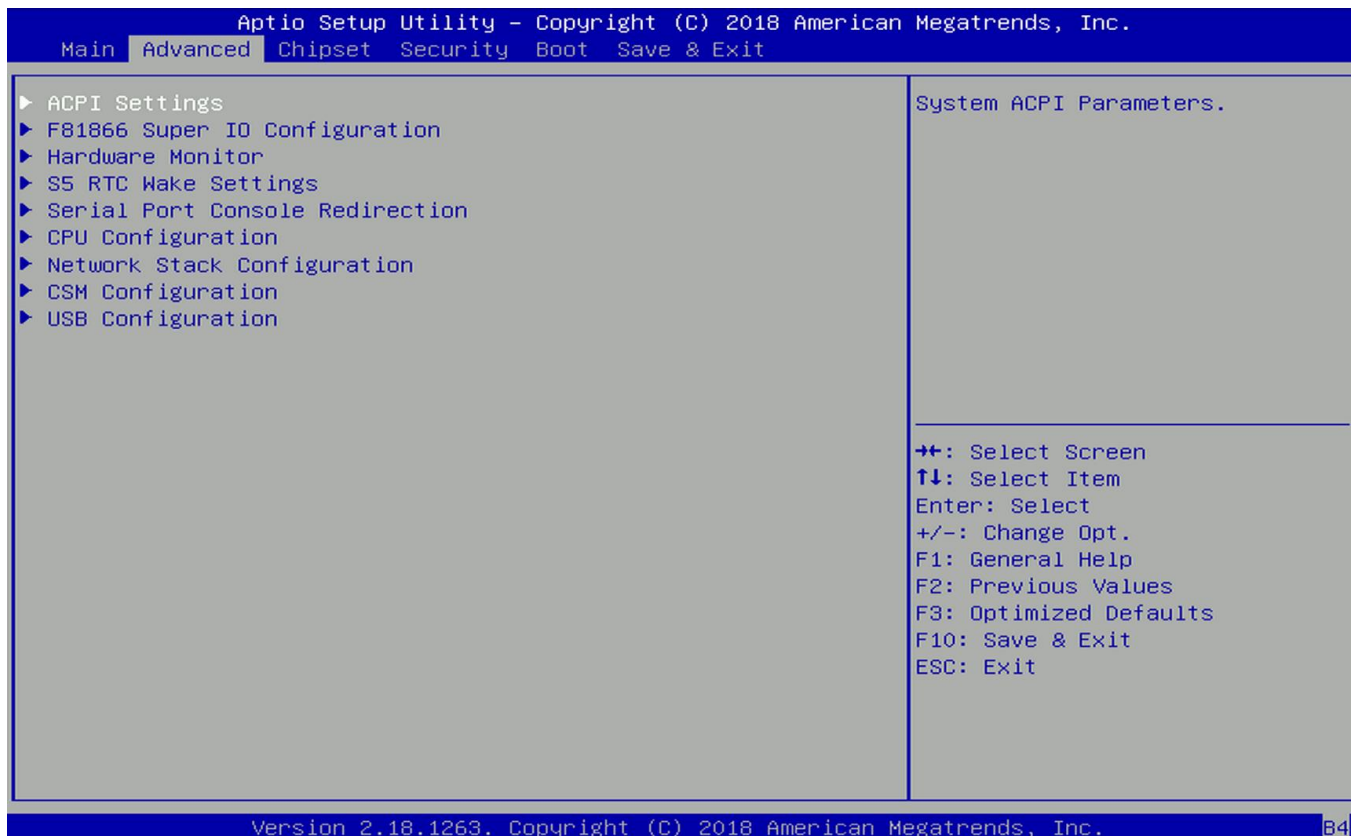 Aptio Setup Utility – Copyright (C) 2018 American Megatrends, Inc.
Main Advanced Chipset Security Boot Save & Exit
▶ ACPI Settings
▶ F81866 Super IO Configuration
▶ Hardware Monitor
▶ S5 RTC Wake Settings
▶ Serial Port Console Redirection
▶ CPU Configuration
▶ Network Stack Configuration
▶ CSM Configuration
▶ USB Configuration
System ACPI Parameters.
→←: Select Screen
↑↓: Select Item
Enter: Select
+/-: Change Opt.
F1: General Help
F2: Previous Values
F3: Optimized Defaults
F10: Save & Exit
ESC: Exit
Version 2.18.1263. Copyright (C) 2018 American Megatrends, Inc.
B4